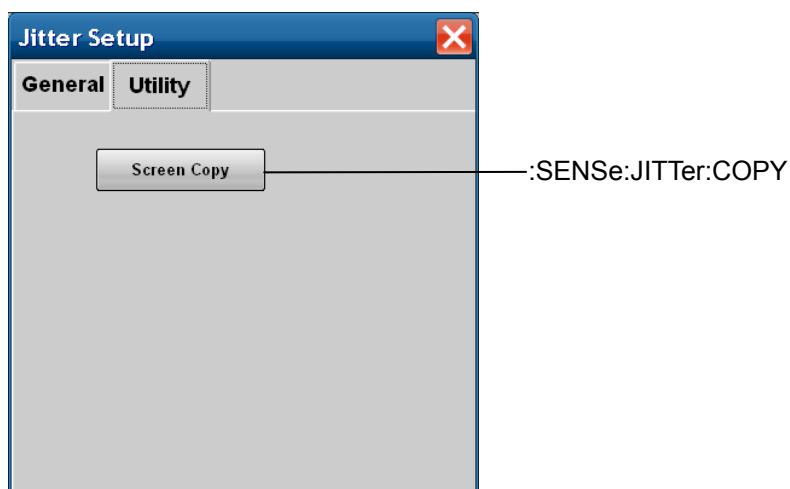 Jitter Setup
General Utility
Screen Copy
:SENSe:JITTer:COPY